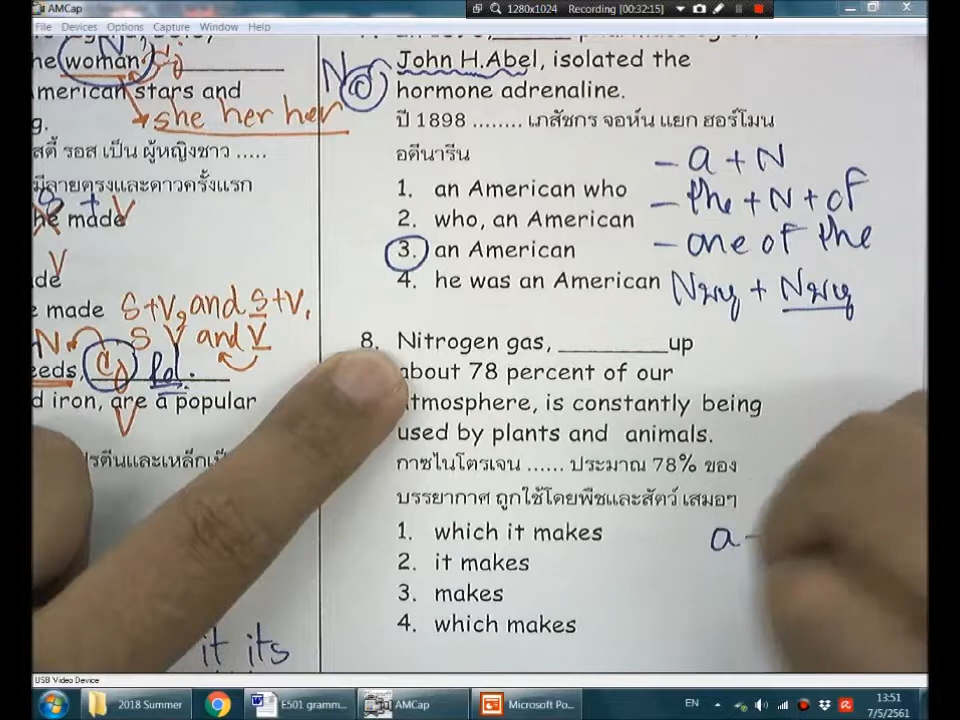 AMCap
1280x1024 Recording [00:32:15]
File Devices Options Capture Window Help
N
woman
American stars and
she her her
g.
สตี้ รอส เป็น ผู้หญิงชาว .....
มีลายตรงและดาวครั้งแรก
he made
S + V
V
de
e made S+V, and S+V,
N S V and V
eeds,
d iron, are a popular
V
it its
N
John H.Abel, isolated the
hormone adrenaline.
ปี 1898 ........ เภสัชกร จอห์น แยก ฮอร์โมน
อดีนารีน
1. an American who
2. who, an American
3. an American
4. he was an American
- a + N
- the + N + of
- one of the
Nหมู + Nหมู
8. Nitrogen gas, __________up
about 78 percent of our
atmosphere, is constantly being
used by plants and animals.
กาซไนโตรเจน ...... ประมาณ 78% ของ
บรรยากาศ ถูกใช้โดยพืชและสัตว์ เสมอๆ
1. which it makes
2. it makes
3. makes
4. which makes
a -
USB Video Device
2018 Summer
E501 gramm...
AMCap
Microsoft Po...
EN
13:51
7/5/2561